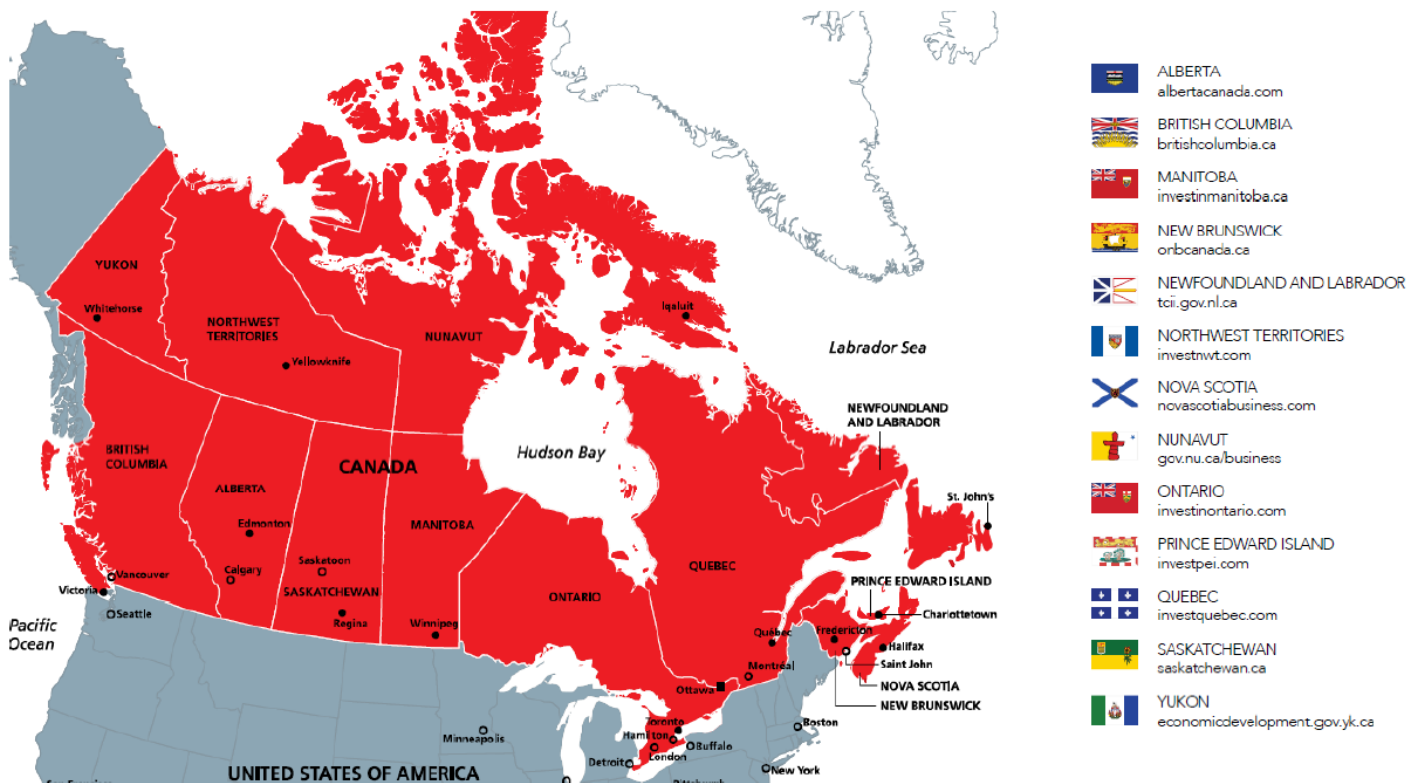 YUKON
Whitehorse
NORTHWEST
TERRITORIES
Yellowknife
NUNAVUT
Iqaluit
Labrador Sea
NEWFOUNDLAND
AND LABRADOR
Hudson Bay
BRITISH
COLUMBIA
CANADA
ALBERTA
Edmonton
MANITOBA
St. John's
Saskatoon
Calgary
Vancouver
Victoria
SASKATCHEWAN
QUEBEC
PRINCE EDWARD ISLAND
ONTARIO
Seattle
Regina
Winnipeg
Charlottetown
Pacific
Ocean
Québec
Fredericton
Halifax
Saint John
Montréal
Ottawa
NOVA SCOTIA
NEW BRUNSWICK
Toronto
Hamilton
London
Buffalo
Boston
Minneapolis
Detroit
New York
UNITED STATES OF AMERICA
ALBERTA
albertacanada.com
BRITISH COLUMBIA
britishcolumbia.ca
MANITOBA
investinmanitoba.ca
NEW BRUNSWICK
onbcanada.ca
NEWFOUNDLAND AND LABRADOR
tcii.gov.nl.ca
NORTHWEST TERRITORIES
investnwt.com
NOVA SCOTIA
novascotiabusiness.com
NUNAVUT
gov.nu.ca/business
ONTARIO
investinontario.com
PRINCE EDWARD ISLAND
investpei.com
QUEBEC
investquebec.com
SASKATCHEWAN
saskatchewan.ca
YUKON
economicdevelopment.gov.yk.ca